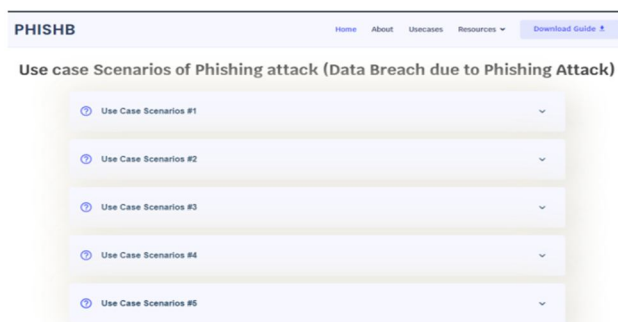 PHISHB
Home About Usecases Resources Download Guide
Use case Scenarios of Phishing attack (Data Breach due to Phishing Attack)
Use Case Scenarios #1
Use Case Scenarios #2
Use Case Scenarios #3
Use Case Scenarios #4
Use Case Scenarios #5